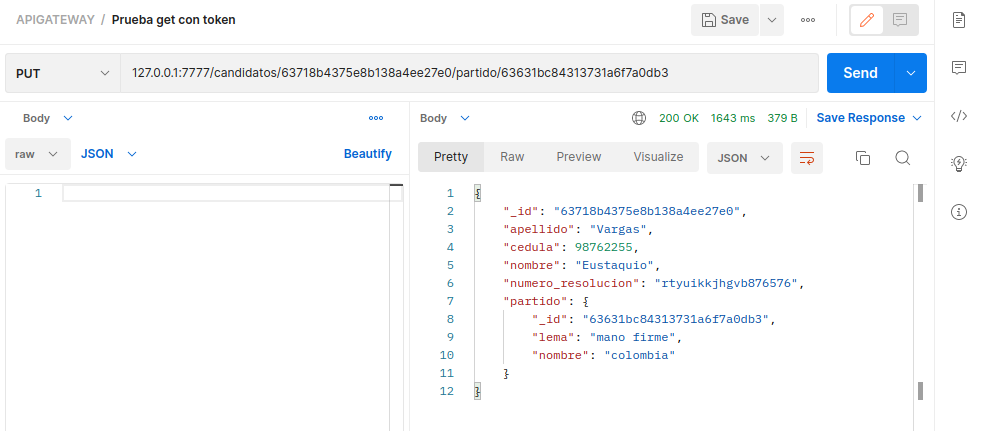 APIGATEWAY / Prueba get con token
Save
PUT
127.0.0.1:7777/candidatos/63718b4375e8b138a4ee27e0/partido/63631bc84313731a6f7a0db3
Send
Body
raw
JSON
Beautify
1
Body
200 OK 1643 ms 379 B Save Response
Pretty Raw Preview Visualize JSON
1 {
2 "_id": "63718b4375e8b138a4ee27e0",
3 "apellido": "Vargas",
4 "cedula": 98762255,
5 "nombre": "Eustaquio",
6 "numero_resolucion": "rtyuikkjhgvb876576",
7 "partido": {
8 "_id": "63631bc84313731a6f7a0db3",
9 "lema": "mano firme",
10 "nombre": "colombia"
11 }
12 }